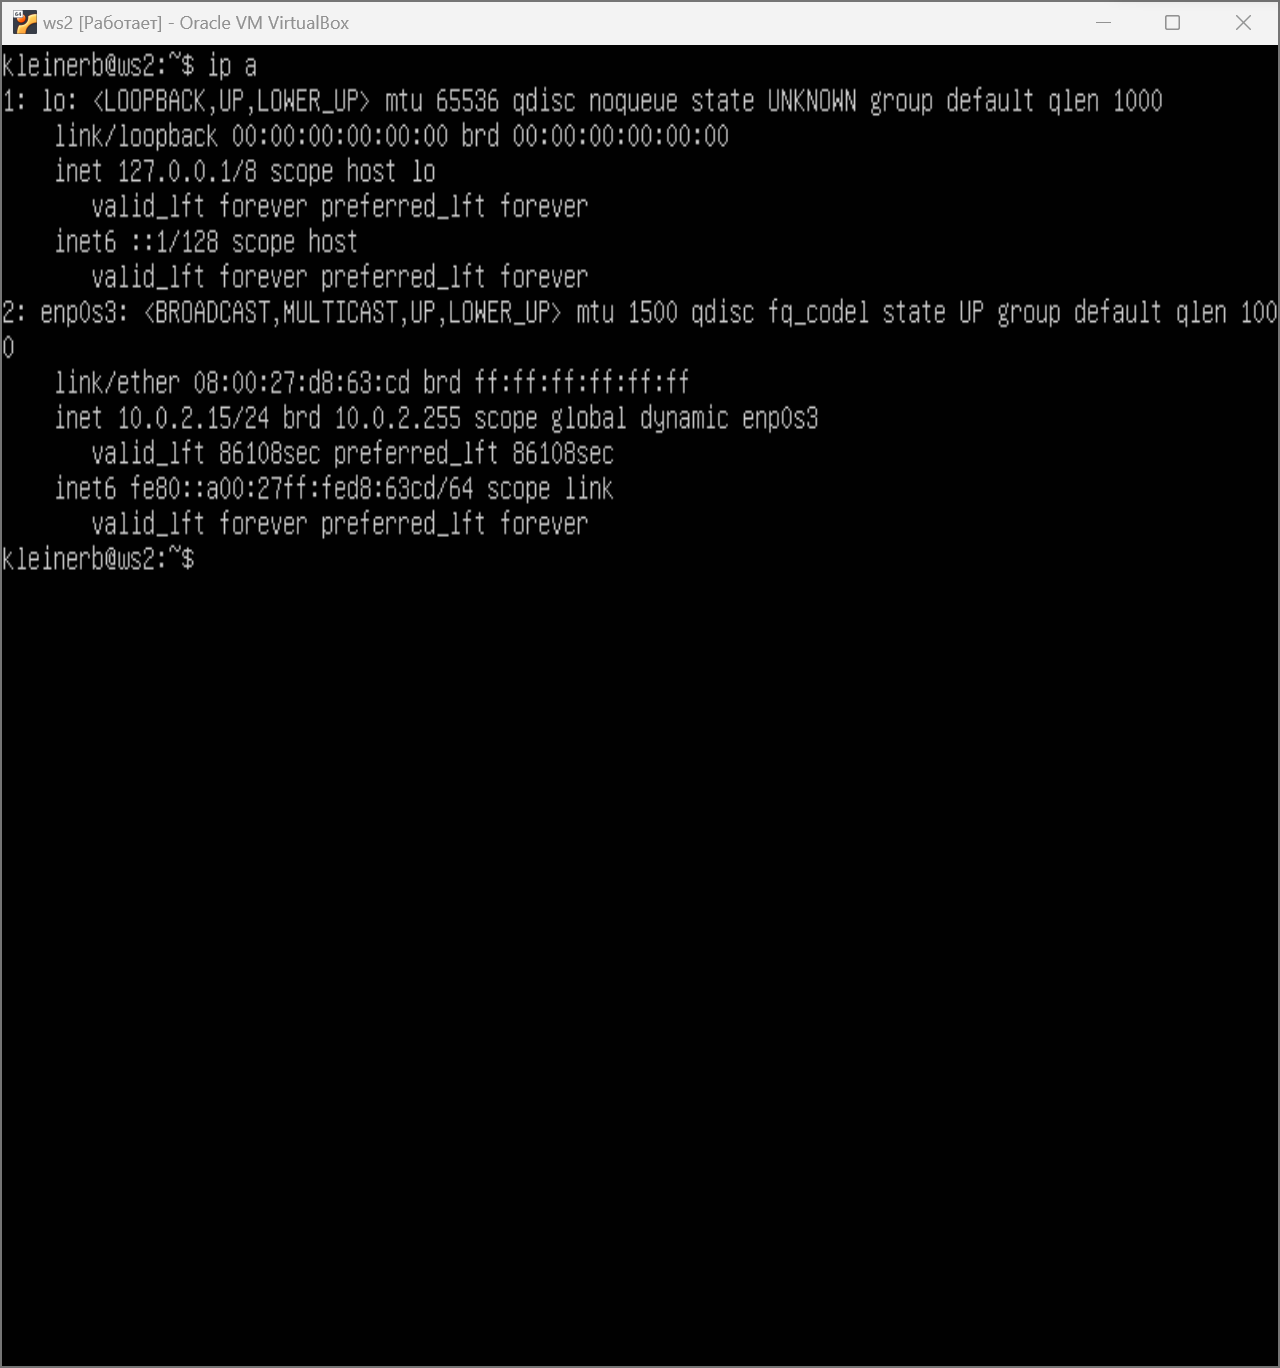 ws2 [Работает] - Oracle VM VirtualBox
kleinerb@ws2:~$ ip a
1: lo: <LOOPBACK,UP,LOWER_UP> mtu 65536 qdisc noqueue state UNKNOWN group default qlen 1000
    link/loopback 00:00:00:00:00:00 brd 00:00:00:00:00:00
    inet 127.0.0.1/8 scope host lo
       valid_lft forever preferred_lft forever
    inet6 ::1/128 scope host
       valid_lft forever preferred_lft forever
2: enp0s3: <BROADCAST,MULTICAST,UP,LOWER_UP> mtu 1500 qdisc fq_codel state UP group default qlen 100
0
    link/ether 08:00:27:d8:63:cd brd ff:ff:ff:ff:ff:ff
    inet 10.0.2.15/24 brd 10.0.2.255 scope global dynamic enp0s3
       valid_lft 86108sec preferred_lft 86108sec
    inet6 fe80::a00:27ff:fed8:63cd/64 scope link
       valid_lft forever preferred_lft forever
kleinerb@ws2:~$